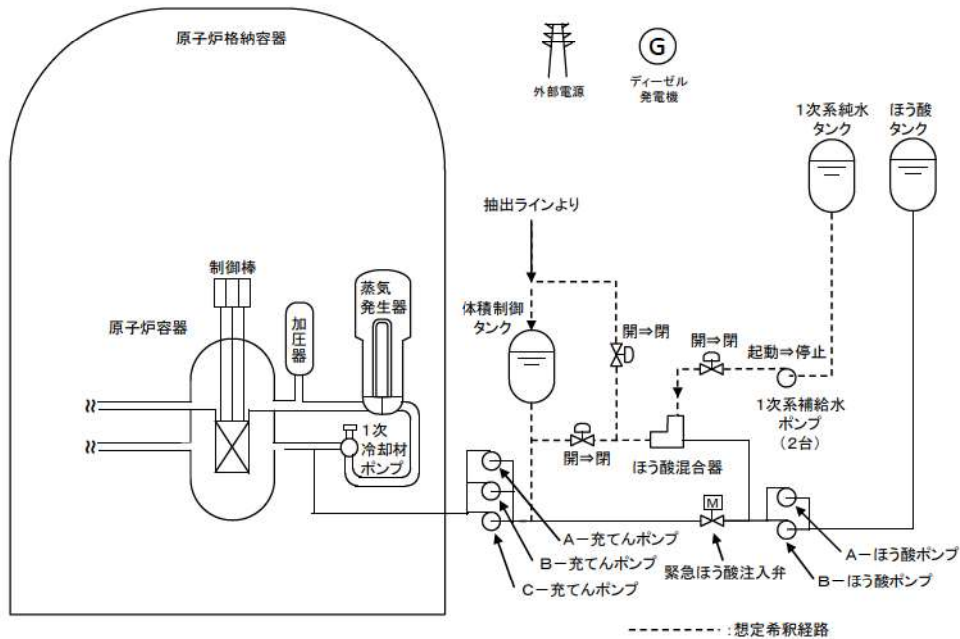 原子炉格納容器
G
外部電源
ディーゼル
発電機
1次系純水
タンク
ほう酸
タンク
抽出ラインより
制御棒
原子炉容器
加圧器
蒸気
発生器
体積制御
タンク
開⇒閉
開⇒閉
起動⇒停止
1次系補給水
ポンプ
(2台)
1次
冷却材
ポンプ
開⇒閉
ほう酸混合器
M
A-充てんポンプ
B-充てんポンプ
C-充てんポンプ
緊急ほう酸注入弁
A-ほう酸ポンプ
B-ほう酸ポンプ
:想定希釈経路